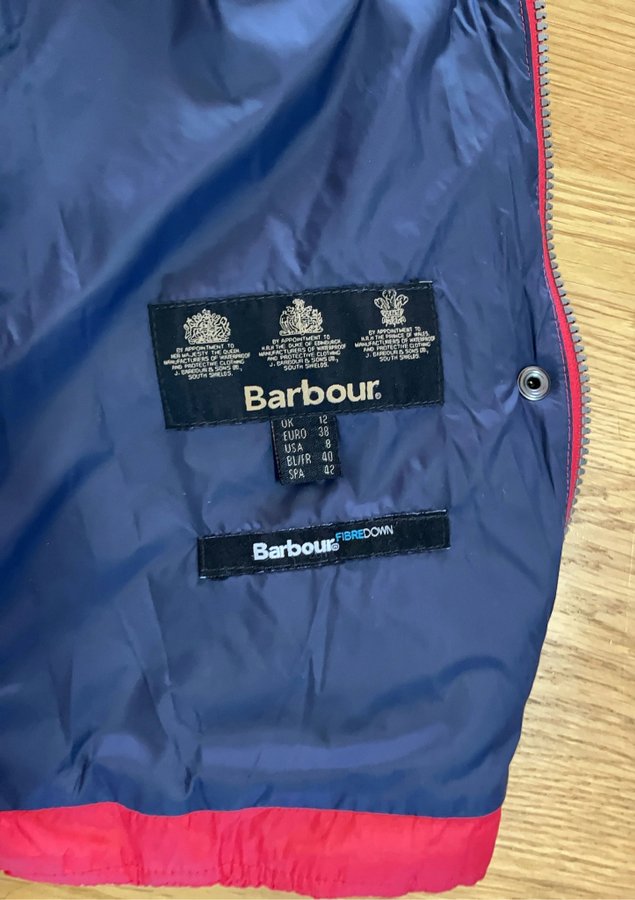 BY APPOINTMENT TO
HER MAJESTY THE QUEEN
MANUFACTURERS OF WATERPROOF
AND PROTECTIVE CLOTHING
J. BARBOUR & SONS LTD,
SOUTH SHIELDS.
BY APPOINTMENT TO
H.R.H THE DUKE OF EDINBURGH
MANUFACTURERS OF WATERPROOF
AND PROTECTIVE CLOTHING
J. BARBOUR & SONS LTD,
SOUTH SHIELDS.
BY APPOINTMENT TO
H.R.H THE PRINCE OF WALES
MANUFACTURERS OF WATERPROOF
AND PROTECTIVE CLOTHING
J. BARBOUR & SONS LTD,
SOUTH SHIELDS.
Barbour®
UK 12
EURO 38
USA 8
BL/FR 40
SPA 42
Barbour® FIBREDOWN